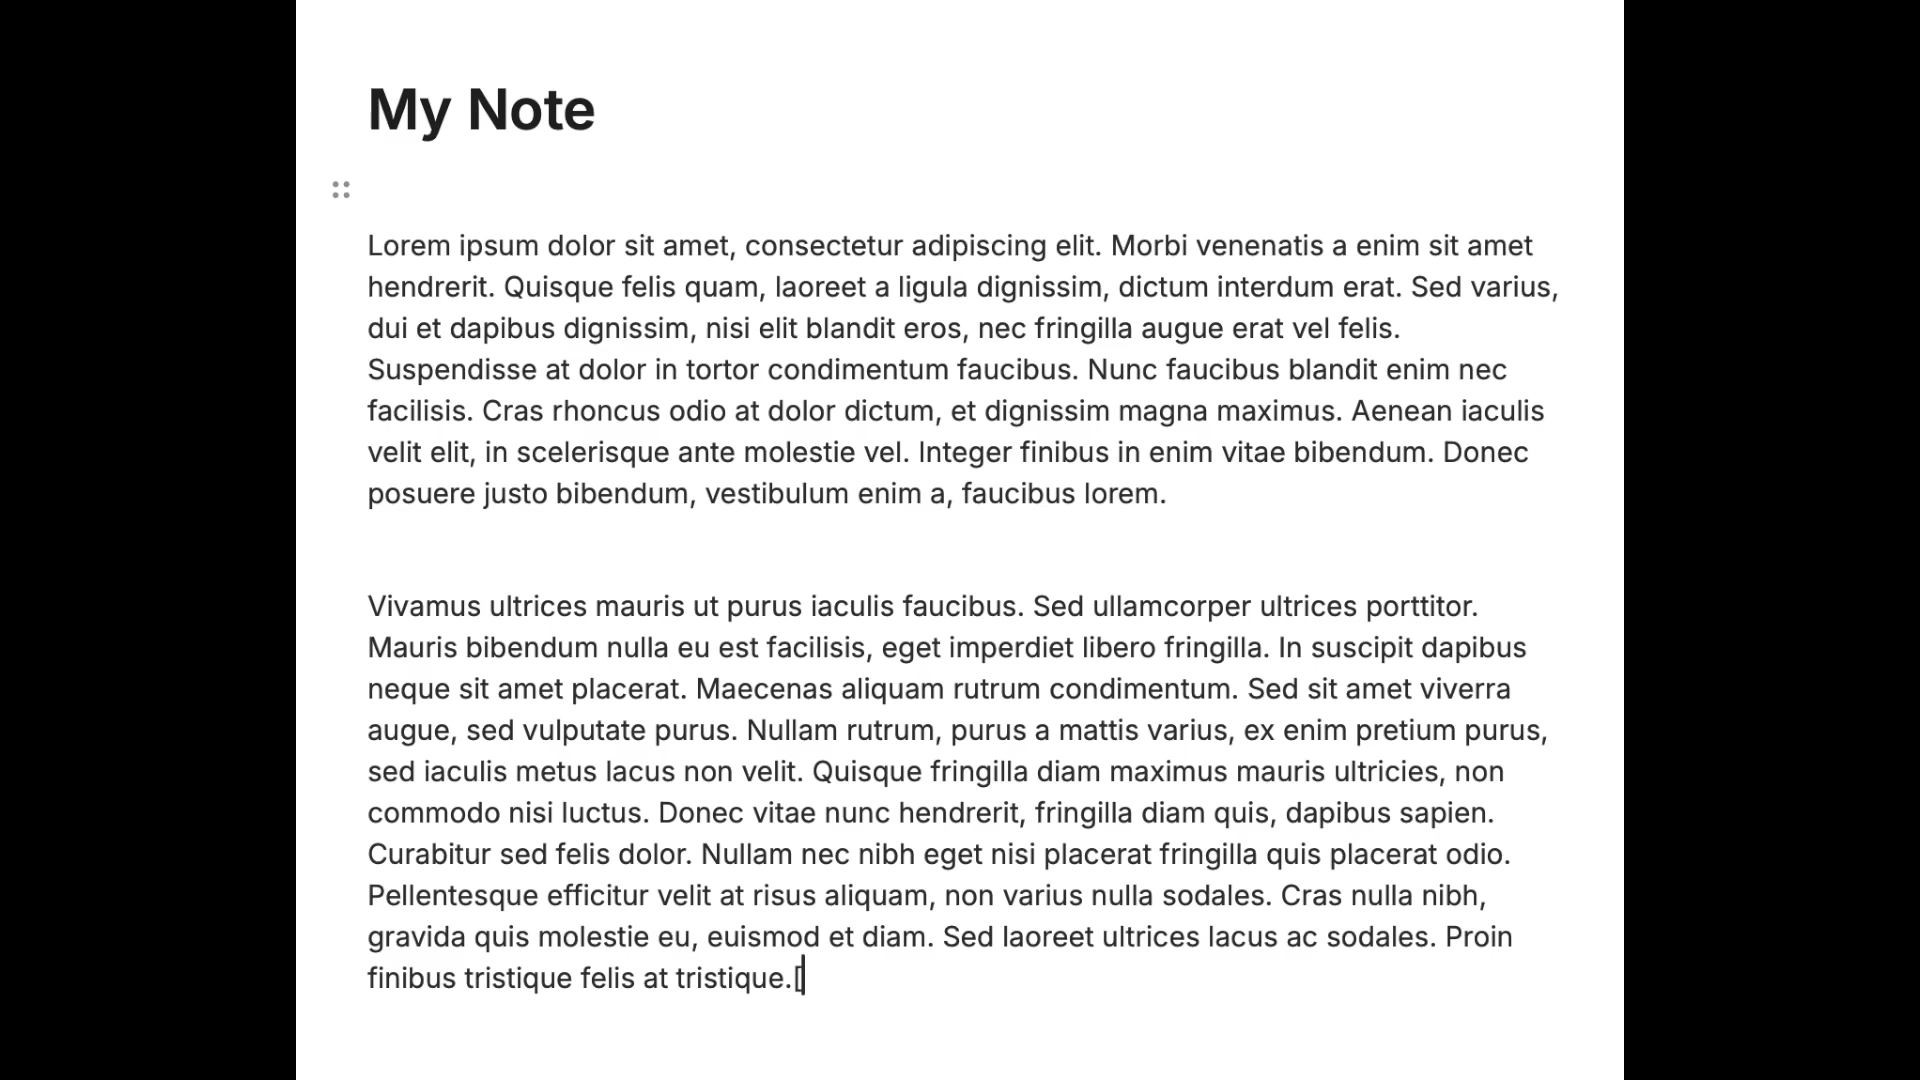 My Note
Lorem ipsum dolor sit amet, consectetur adipiscing elit. Morbi venenatis a enim sit amet
hendrerit. Quisque felis quam, laoreet a ligula dignissim, dictum interdum erat. Sed varius,
dui et dapibus dignissim, nisi elit blandit eros, nec fringilla augue erat vel felis.
Suspendisse at dolor in tortor condimentum faucibus. Nunc faucibus blandit enim nec
facilisis. Cras rhoncus odio at dolor dictum, et dignissim magna maximus. Aenean iaculis
velit elit, in scelerisque ante molestie vel. Integer finibus in enim vitae bibendum. Donec
posuere justo bibendum, vestibulum enim a, faucibus lorem.
Vivamus ultrices mauris ut purus iaculis faucibus. Sed ullamcorper ultrices porttitor.
Mauris bibendum nulla eu est facilisis, eget imperdiet libero fringilla. In suscipit dapibus
neque sit amet placerat. Maecenas aliquam rutrum condimentum. Sed sit amet viverra
augue, sed vulputate purus. Nullam rutrum, purus a mattis varius, ex enim pretium purus,
sed iaculis metus lacus non velit. Quisque fringilla diam maximus mauris ultricies, non
commodo nisi luctus. Donec vitae nunc hendrerit, fringilla diam quis, dapibus sapien.
Curabitur sed felis dolor. Nullam nec nibh eget nisi placerat fringilla quis placerat odio.
Pellentesque efficitur velit at risus aliquam, non varius nulla sodales. Cras nulla nibh,
gravida quis molestie eu, euismod et diam. Sed laoreet ultrices lacus ac sodales. Proin
finibus tristique felis at tristique.